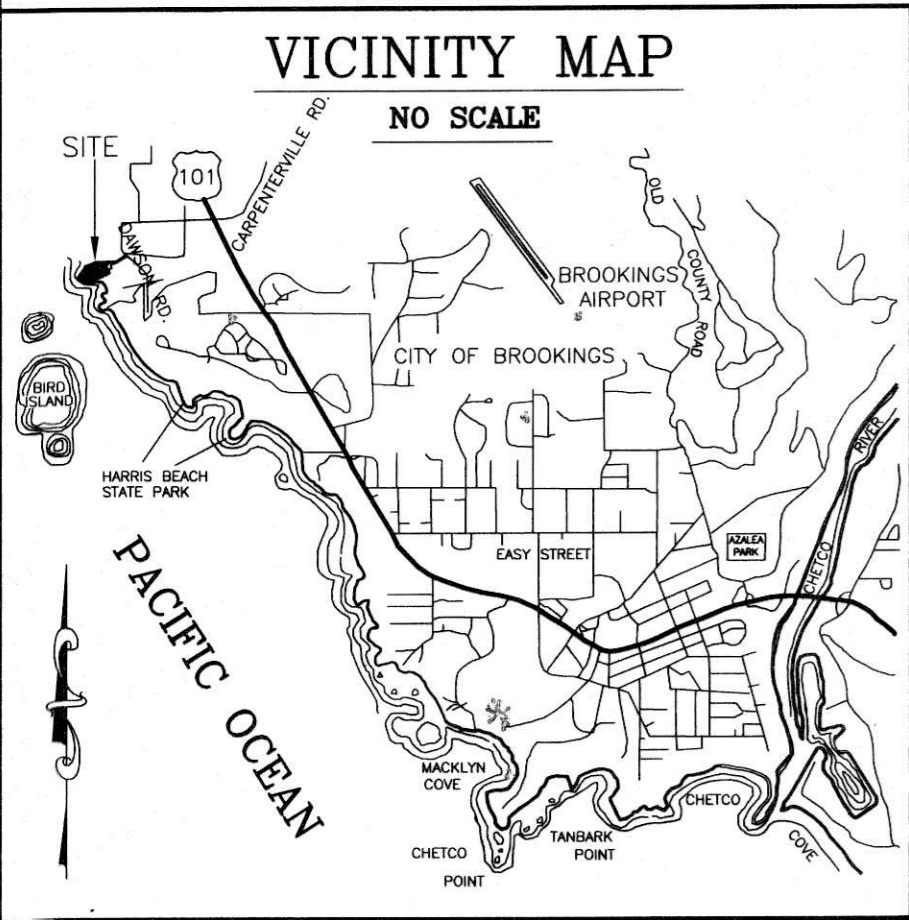 VICINITY MAP
NO SCALE
SITE
101
CARPENTERVILLE RD.
DAWSON RD.
OLD
COUNTY
ROAD
BROOKINGS
AIRPORT
CITY OF BROOKINGS
BIRD
ISLAND
HARRIS BEACH
STATE PARK
RIVER
CHETCO
AZALEA
PARK
EASY STREET
PACIFIC OCEAN
MACKLYN
COVE
CHETCO
COVE
TANBARK
POINT
CHETCO
POINT